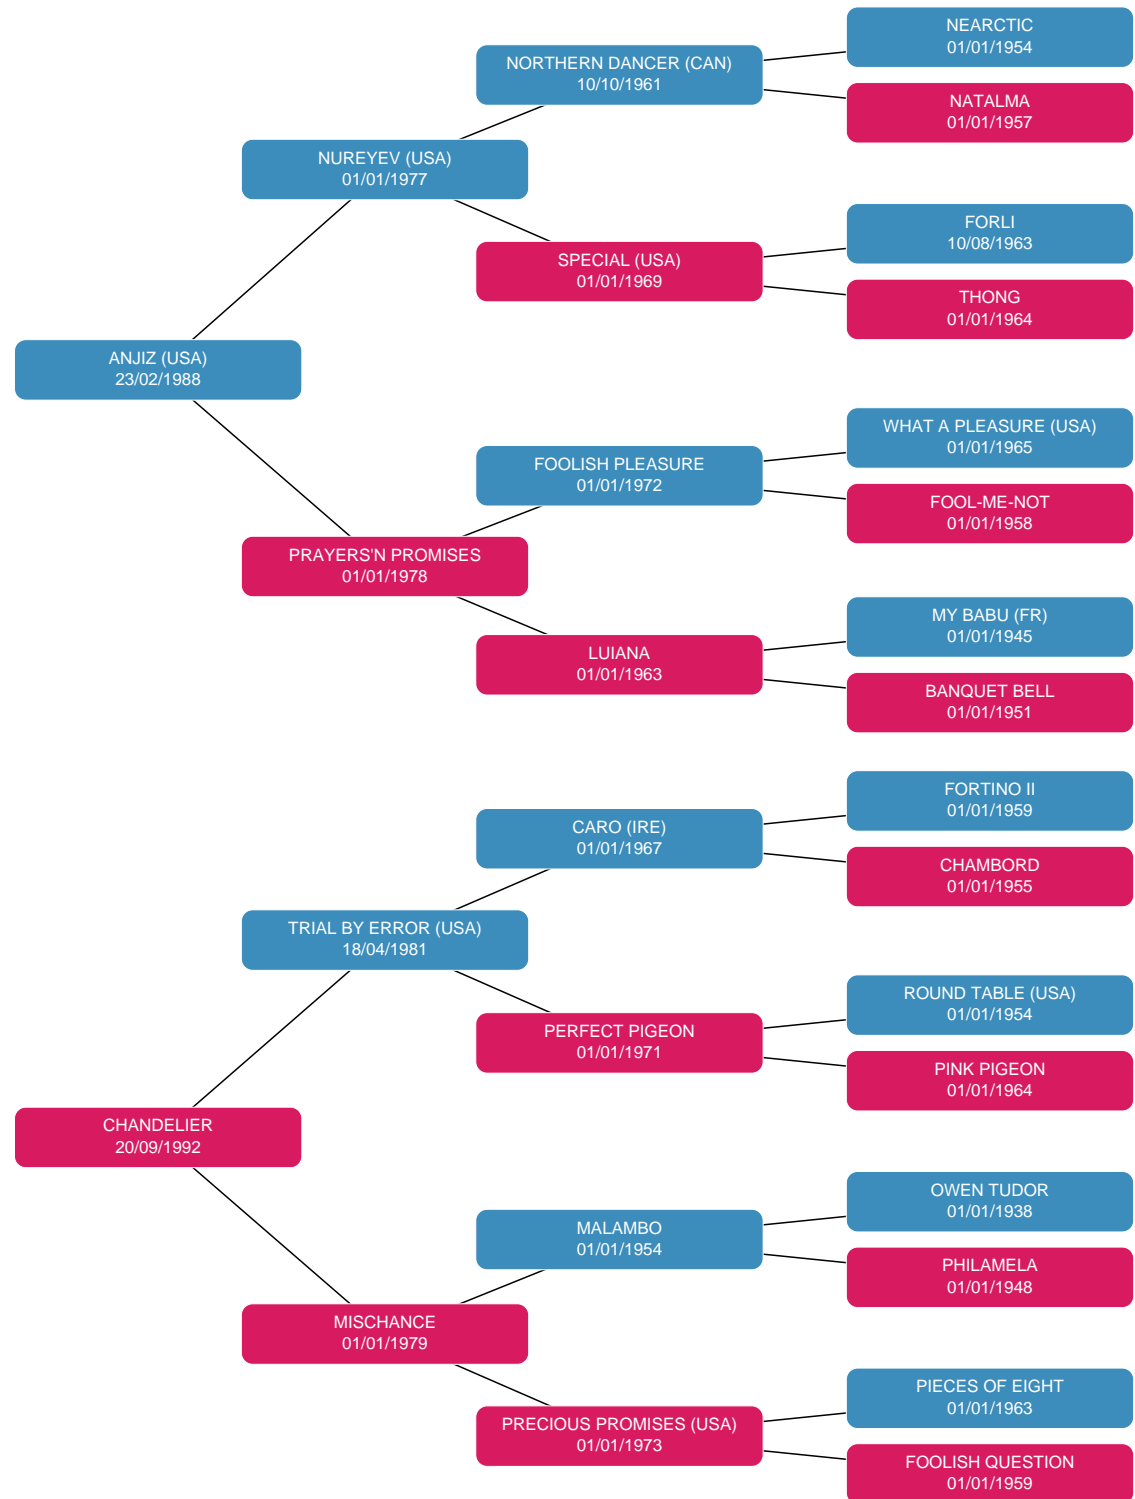 NEARCTIC
01/01/1954
NORTHERN DANCER (CAN)
10/10/1961
NATALMA
01/01/1957
NUREYEV (USA)
01/01/1977
FORLI
10/08/1963
SPECIAL (USA)
01/01/1969
THONG
01/01/1964
ANJIZ (USA)
23/02/1988
WHAT A PLEASURE (USA)
01/01/1965
FOOLISH PLEASURE
01/01/1972
FOOL-ME-NOT
01/01/1958
PRAYERS'N PROMISES
01/01/1978
MY BABU (FR)
01/01/1945
LUIANA
01/01/1963
BANQUET BELL
01/01/1951
FORTINO II
01/01/1959
CARO (IRE)
01/01/1967
CHAMBORD
01/01/1955
TRIAL BY ERROR (USA)
18/04/1981
ROUND TABLE (USA)
01/01/1954
PERFECT PIGEON
01/01/1971
PINK PIGEON
01/01/1964
CHANDELIER
20/09/1992
OWEN TUDOR
01/01/1938
MALAMBO
01/01/1954
PHILAMELA
01/01/1948
MISCHANCE
01/01/1979
PIECES OF EIGHT
01/01/1963
PRECIOUS PROMISES (USA)
01/01/1973
FOOLISH QUESTION
01/01/1959